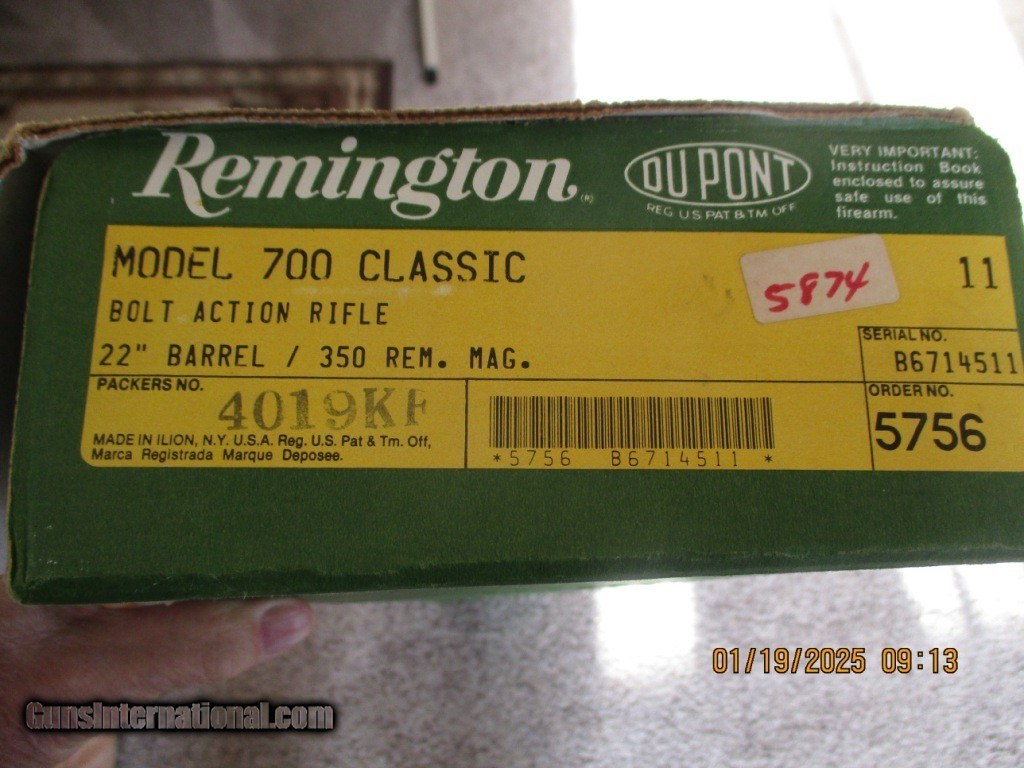 Remington®
DU PONT
REG US PAT & TM OFF
VERY IMPORTANT:
Instruction Book
enclosed to assure
safe use of this
firearm.
MODEL 700 CLASSIC
5874
11
BOLT ACTION RIFLE
22" BARREL / 350 REM. MAG.
SERIAL NO.
B6714511
PACKERS NO.
4019KF
MADE IN ILION, N.Y. U.S.A. Reg. U.S. Pat & Tm. Off,
Marca Registrada Marque Deposee.
*5756 B6714511 *
ORDER NO.
5756
01/19/2025 09:13
GunsInternational.com